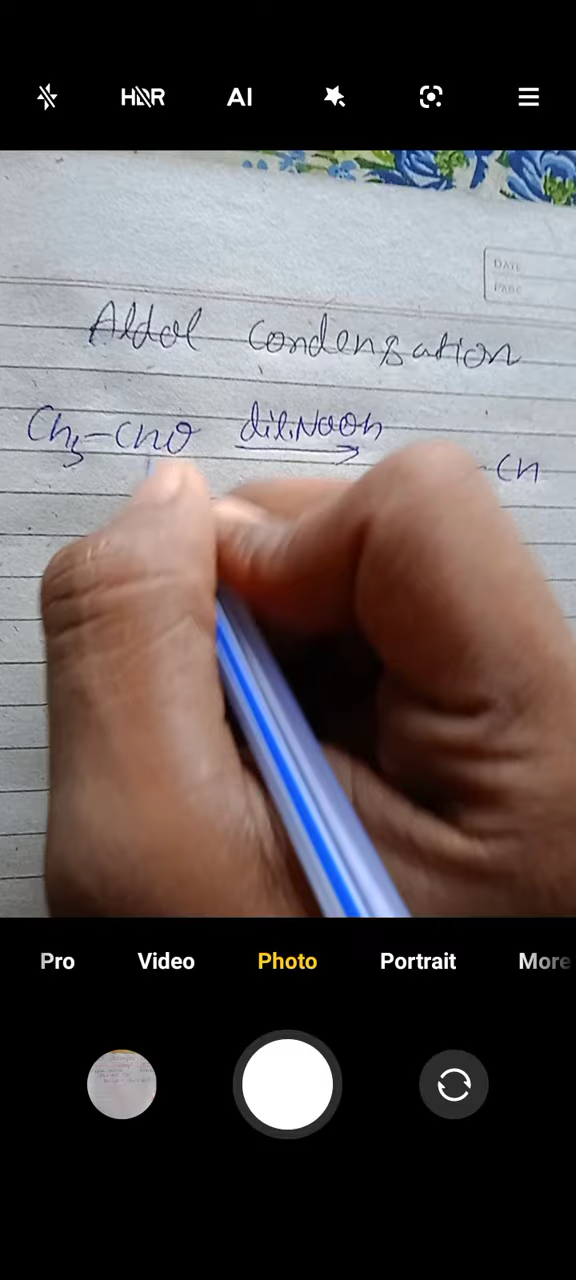 HDR AI
DATE
PAGE
Aldol Condensation
CH3-CHO dil.NaOH
-CH
Pro Video Photo Portrait More